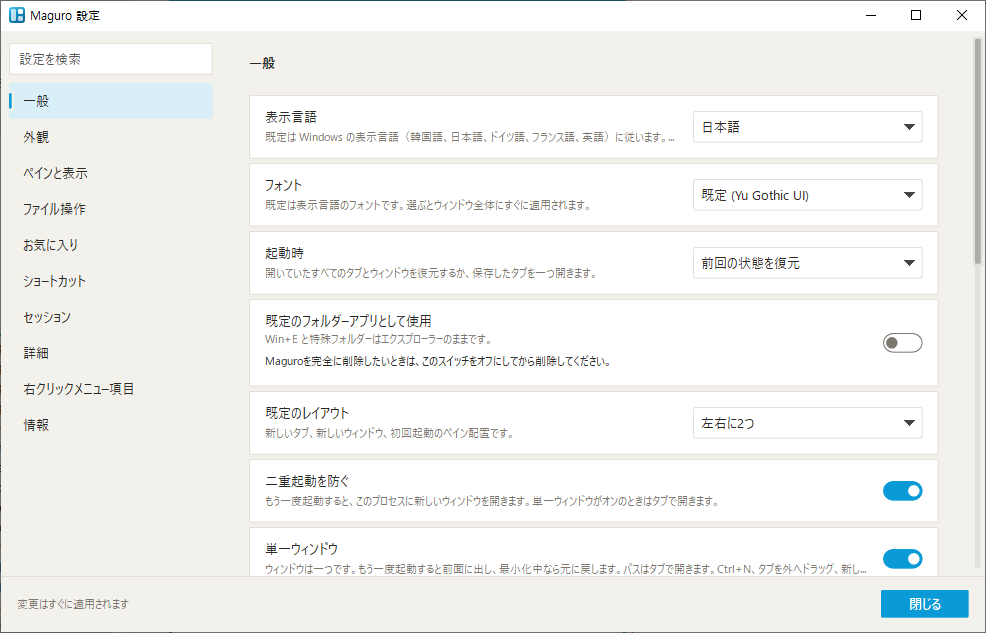 Maguro 設定
設定を検索
一般
外観
ペインと表示
ファイル操作
お気に入り
ショートカット
セッション
詳細
右クリックメニュー項目
情報
一般
表示言語
既定は Windows の表示言語（韓国語、日本語、ドイツ語、フランス語、英語）に従います。...
日本語
フォント
既定は表示言語のフォントです。選ぶとウィンドウ全体にすぐに適用されます。
既定 (Yu Gothic UI)
起動時
開いていたすべてのタブとウィンドウを復元するか、保存したタブを一つ開きます。
前回の状態を復元
既定のフォルダーアプリとして使用
Win+E と特殊フォルダーはエクスプローラーのままです。
Maguroを完全に削除したいときは、このスイッチをオフにしてから削除してください。
既定のレイアウト
新しいタブ、新しいウィンドウ、初回起動のペイン配置です。
左右に2つ
二重起動を防ぐ
もう一度起動すると、このプロセスに新しいウィンドウを開きます。単一ウィンドウがオンのときはタブで開きます。
単一ウィンドウ
ウィンドウは一つです。もう一度起動すると前面に出し、最小化中なら元に戻します。パスはタブで開きます。Ctrl+N、タブを外へドラッグ、新し...
変更はすぐに適用されます
閉じる